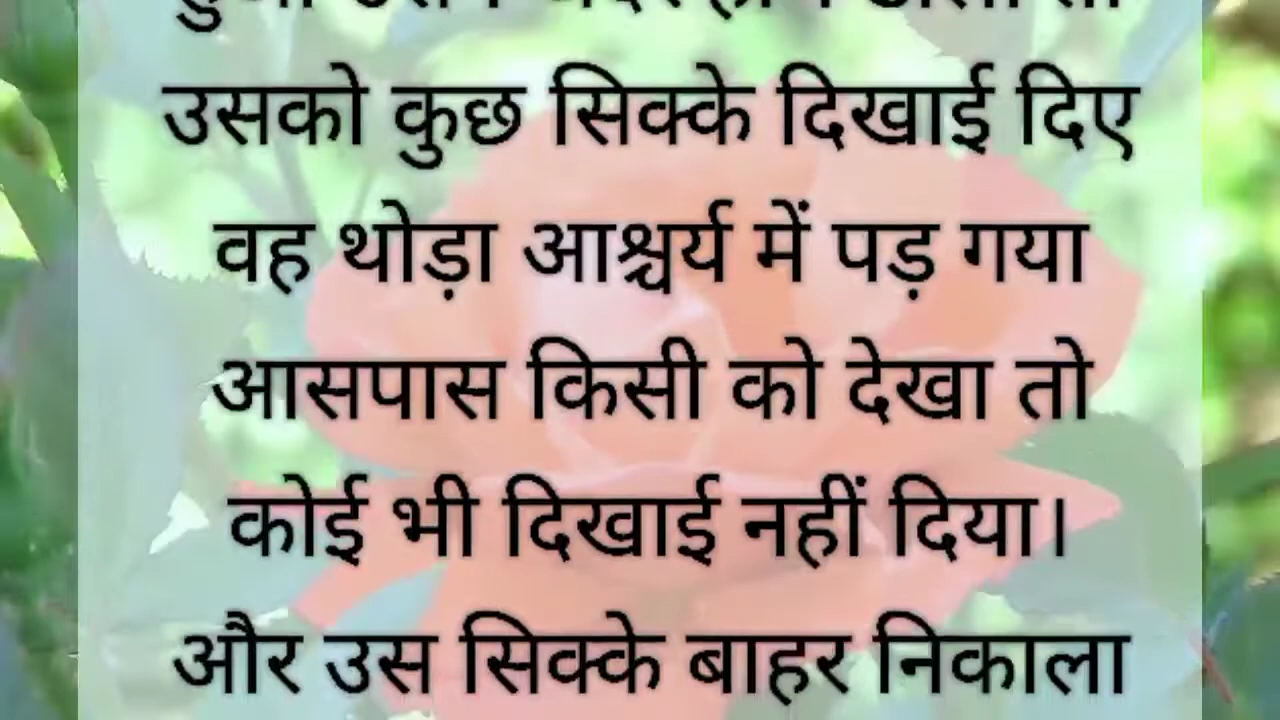 उसको कुछ सिक्के दिखाई दिए
वह थोड़ा आश्चर्य में पड़ गया
आसपास किसी को देखा तो
कोई भी दिखाई नहीं दिया।
और उस सिक्के बाहर निकाला